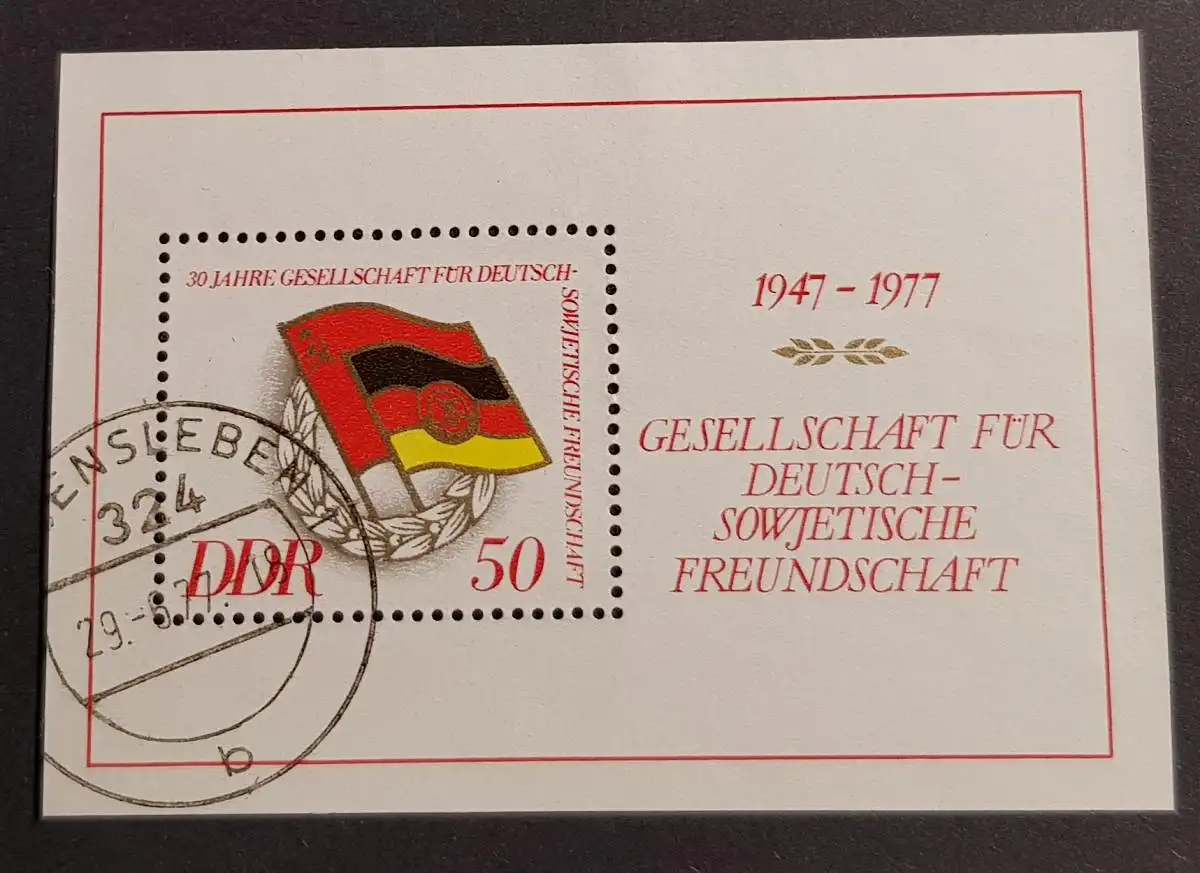 30 JAHRE GESELLSCHAFT FÜR DEUTSCH-
SOWJETISCHE FREUNDSCHAFT
DDR
50
1947 - 1977
GESELLSCHAFT FÜR
DEUTSCH-
SOWJETISCHE
FREUNDSCHAFT
ENSLEBEN
324
b